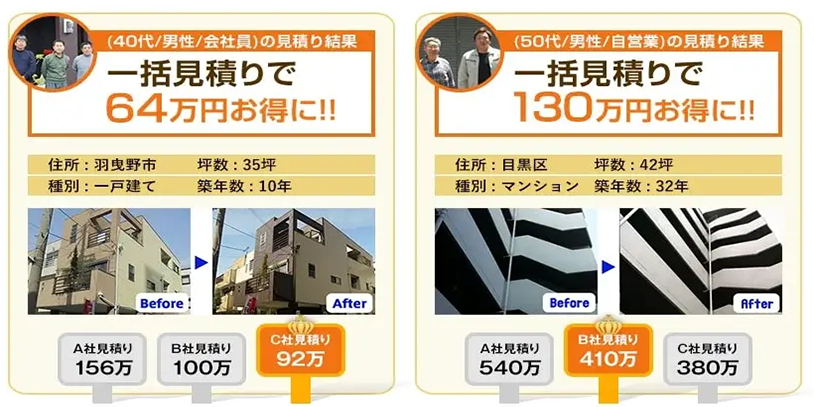 (40代/男性/会社員)の見積り結果
一括見積りで
64万円お得に!!
住所:羽曳野市 坪数:35坪
種別:一戸建て 築年数:10年
Before
After
A社見積り
156万
B社見積り
100万
C社見積り
92万
(50代/男性/自営業)の見積り結果
一括見積りで
130万円お得に!!
住所:目黒区 坪数:42坪
種別:マンション 築年数:32年
Before
After
A社見積り
540万
B社見積り
410万
C社見積り
380万